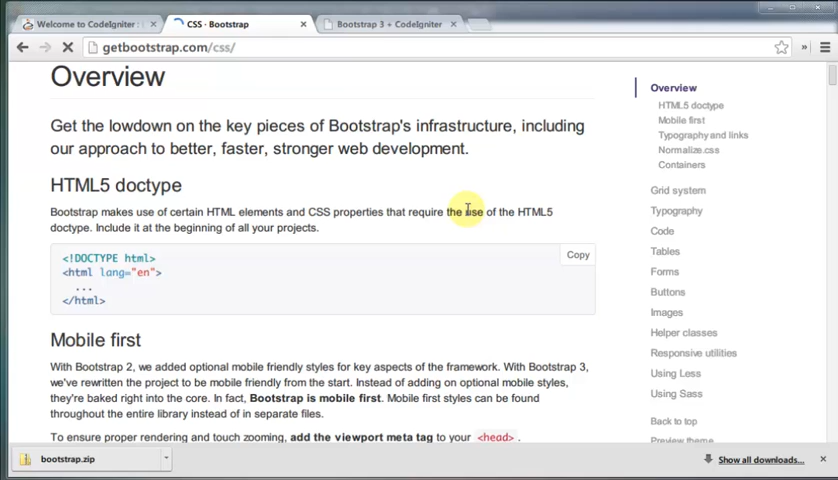 Welcome to CodeIgniter :
CSS · Bootstrap
Bootstrap 3 + CodeIgniter
getbootstrap.com/css/
Overview
Get the lowdown on the key pieces of Bootstrap's infrastructure, including
our approach to better, faster, stronger web development.
HTML5 doctype
Bootstrap makes use of certain HTML elements and CSS properties that require the use of the HTML5
doctype. Include it at the beginning of all your projects.
Copy
<!DOCTYPE html>
<html lang="en">
...
</html>
Mobile first
With Bootstrap 2, we added optional mobile friendly styles for key aspects of the framework. With Bootstrap 3,
we've rewritten the project to be mobile friendly from the start. Instead of adding on optional mobile styles,
they're baked right into the core. In fact, Bootstrap is mobile first. Mobile first styles can be found
throughout the entire library instead of in separate files.
To ensure proper rendering and touch zooming, add the viewport meta tag to your <head> .
Overview
HTML5 doctype
Mobile first
Typography and links
Normalize.css
Containers
Grid system
Typography
Code
Tables
Forms
Buttons
Images
Helper classes
Responsive utilities
Using Less
Using Sass
Back to top
Preview theme
bootstrap.zip
Show all downloads...